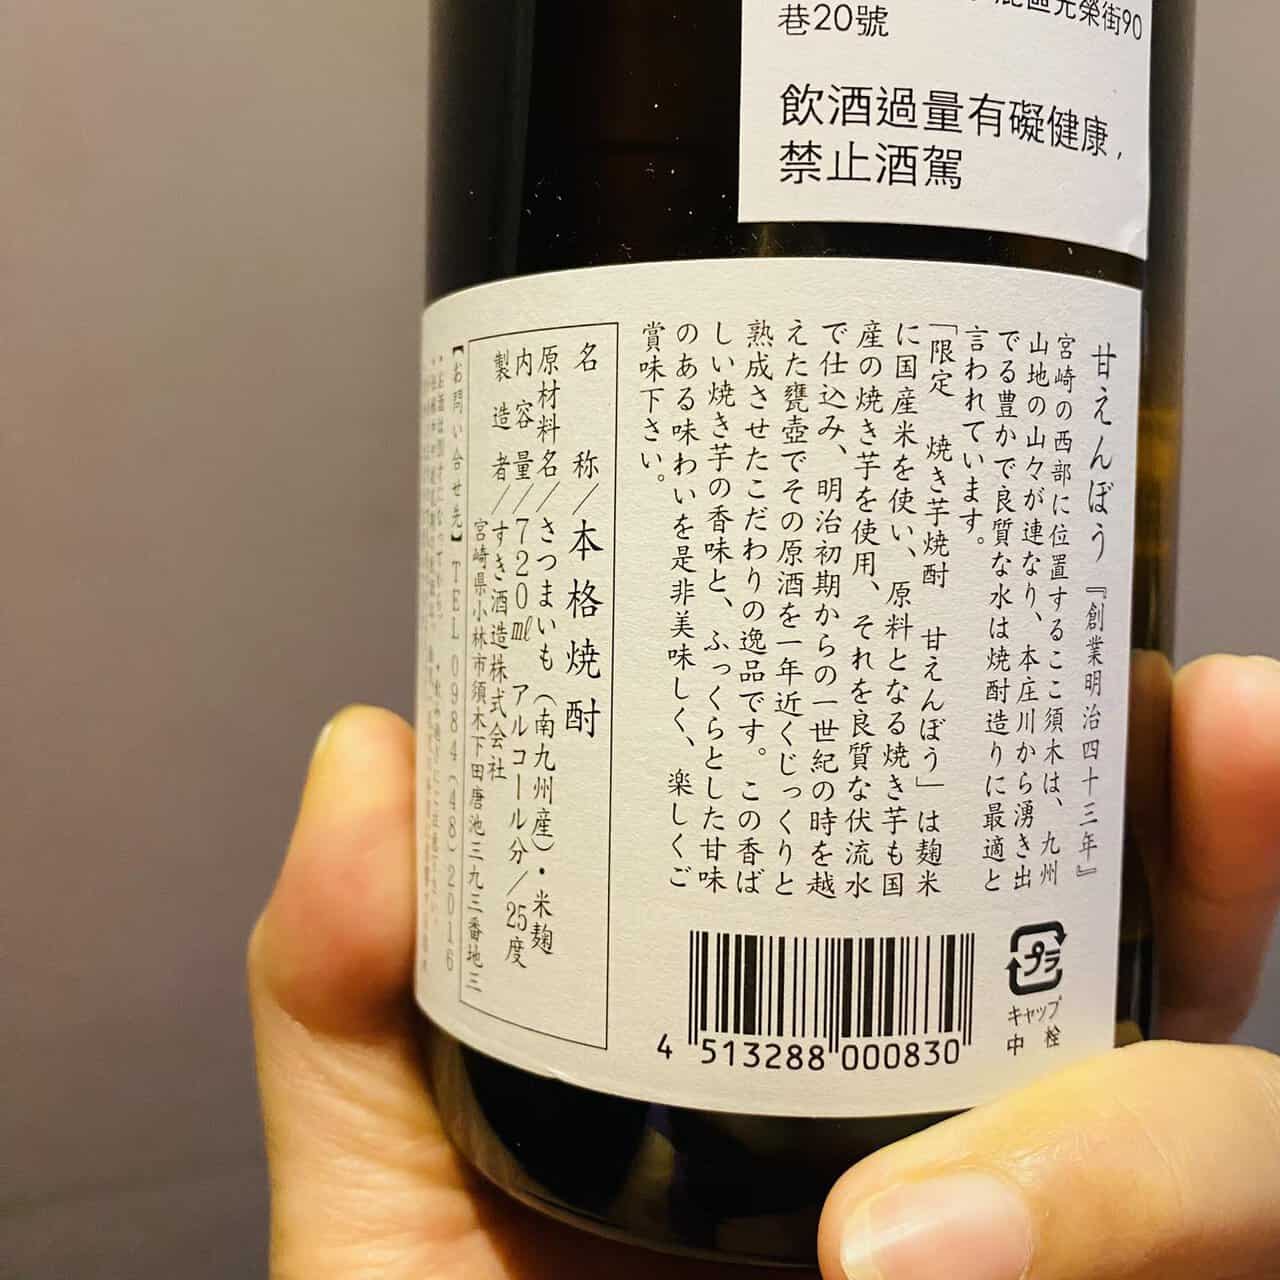 巷20號
飲酒過量有礙健康，
禁止酒駕
甘えんぼう『創業明治四十三年』
宮崎の西部に位置するここ須木は、九州
山地の山々が連なり、本庄川から湧き出
でる豊かで良質な水は焼酎造りに最適と
言われています。
「限定 焼き芋焼酎 甘えんぼう」は麹米
に国産米を使い、原料となる焼き芋も国
産の焼き芋を使用、それを良質な伏流水
で仕込み、明治初期からの一世紀の時を越
えた甕壺でその原酒を一年近くじっくりと
熟成させたこだわりの逸品です。この香ば
しい焼き芋の香味と、ふっくらとした甘味
のある味わいを是非美味しく、楽しくご
賞味下さい。
名称／本格焼酎
原材料名／さつまいも（南九州産）・米麹
内容量／720ml アルコール分／25度
製造者／すき酒造株式会社
宮崎県小林市須木下田唐池三九三番地三
【お問い合せ先】TEL 0984(48)2016
プラ
キャップ
中栓
4 513288 000830